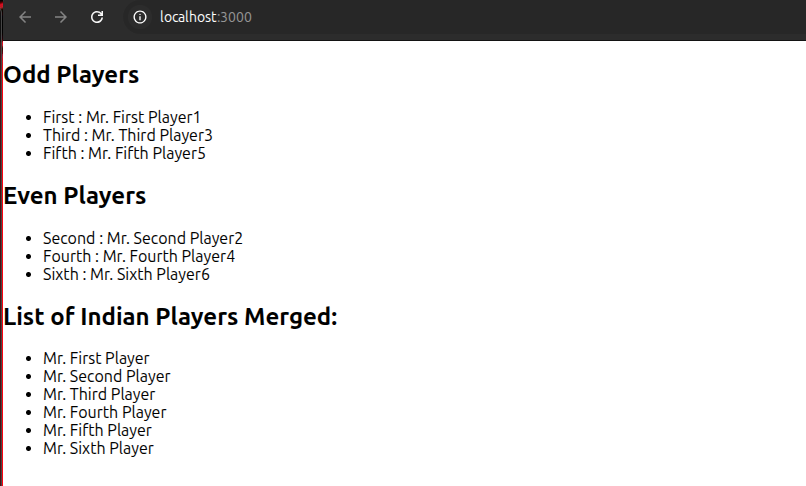 localhost:3000
Odd Players
First : Mr. First Player1
Third : Mr. Third Player3
Fifth : Mr. Fifth Player5
Even Players
Second : Mr. Second Player2
Fourth : Mr. Fourth Player4
Sixth : Mr. Sixth Player6
List of Indian Players Merged:
Mr. First Player
Mr. Second Player
Mr. Third Player
Mr. Fourth Player
Mr. Fifth Player
Mr. Sixth Player